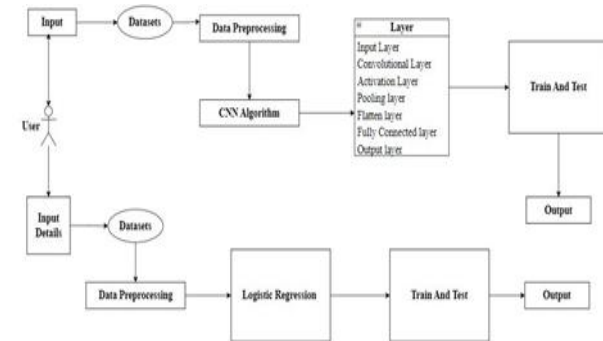 Input
Datasets
Data Preprocessing
CNN Algorithm
Layer
Input Layer
Convolutional Layer
Activation Layer
Pooling layer
Flatten layer
Fully Connected layer
Output layer
Train And Test
Output
User
Input
Details
Datasets
Data Preprocessing
Logistic Regression
Train And Test
Output